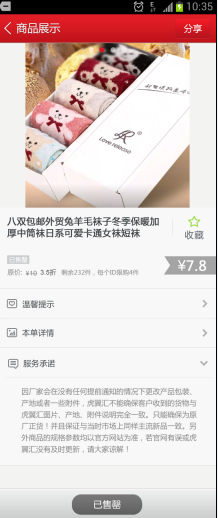 10:35
商品展示
分享
Love release
八双包邮外贸兔羊毛袜子冬季保暖加
厚中筒袜日系可爱卡通女袜短袜
收藏
已售罄
原价: ¥19 3.5折 剩余232件，每个ID限购4件
¥7.8
温馨提示
本单详情
服务承诺
因厂家会在没有任何提前通知的情况下更改产品包装、
产地或者一些附件，虎翼汇不能确保客户收到的货物与
虎翼汇图片、产地、附件说明完全一致。只能确保为原
厂正货！并且保证与当时市场上同样主流新品一致。另
外商品的规格参数均以官方网站为准，若官网有误或虎
翼汇没有及时更新，请大家谅解！
已售罄